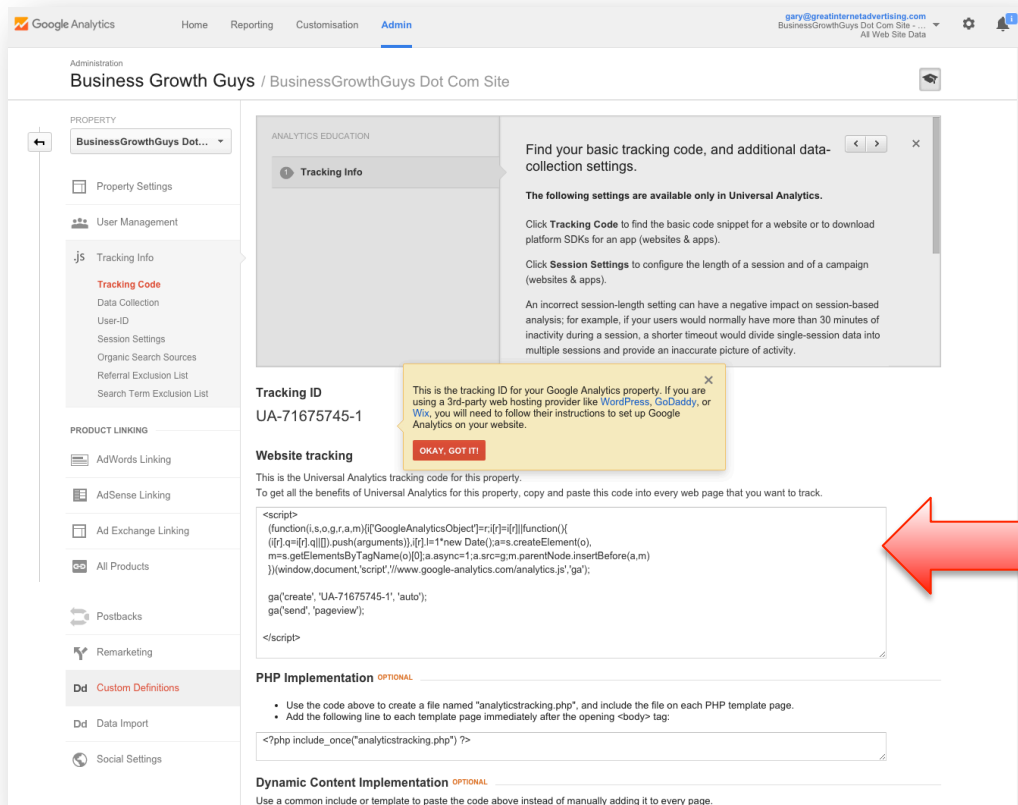 Google Analytics
Home Reporting Customisation Admin
gary@greatinternetadvertising.com
BusinessGrowthGuys Dot Com Site - ...
All Web Site Data
1
Administration
Business Growth Guys / BusinessGrowthGuys Dot Com Site
PROPERTY
BusinessGrowthGuys Dot...
Property Settings
User Management
.js Tracking Info
Tracking Code
Data Collection
User-ID
Session Settings
Organic Search Sources
Referral Exclusion List
Search Term Exclusion List
PRODUCT LINKING
AdWords Linking
AdSense Linking
Ad Exchange Linking
All Products
Postbacks
Remarketing
Dd Custom Definitions
Dd Data Import
Social Settings
ANALYTICS EDUCATION
1 Tracking Info
Find your basic tracking code, and additional data-
collection settings.
The following settings are available only in Universal Analytics.
Click Tracking Code to find the basic code snippet for a website or to download
platform SDKs for an app (websites & apps).
Click Session Settings to configure the length of a session and of a campaign
(websites & apps).
An incorrect session-length setting can have a negative impact on session-based
analysis; for example, if your users would normally have more than 30 minutes of
inactivity during a session, a shorter timeout would divide single-session data into
multiple sessions and provide an inaccurate picture of activity.
Tracking ID
UA-71675745-1
This is the tracking ID for your Google Analytics property. If you are
using a 3rd-party web hosting provider like WordPress, GoDaddy, or
Wix, you will need to follow their instructions to set up Google
Analytics on your website.
OKAY, GOT IT!
Website tracking
This is the Universal Analytics tracking code for this property.
To get all the benefits of Universal Analytics for this property, copy and paste this code into every web page that you want to track.
<script>
(function(i,s,o,g,r,a,m){i['GoogleAnalyticsObject']=r;i[r]=i[r]||function(){
(i[r].q=i[r].q||[]).push(arguments)},i[r].l=1*new Date();a=s.createElement(o),
m=s.getElementsByTagName(o)[0];a.async=1;a.src=g;m.parentNode.insertBefore(a,m)
})(window,document,'script','//www.google-analytics.com/analytics.js','ga');
ga('create', 'UA-71675745-1', 'auto');
ga('send', 'pageview');
</script>
PHP Implementation OPTIONAL
• Use the code above to create a file named "analyticstracking.php", and include the file on each PHP template page.
• Add the following line to each template page immediately after the opening <body> tag:
<?php include_once("analyticstracking.php") ?>
Dynamic Content Implementation OPTIONAL
Use a common include or template to paste the code above instead of manually adding it to every page.